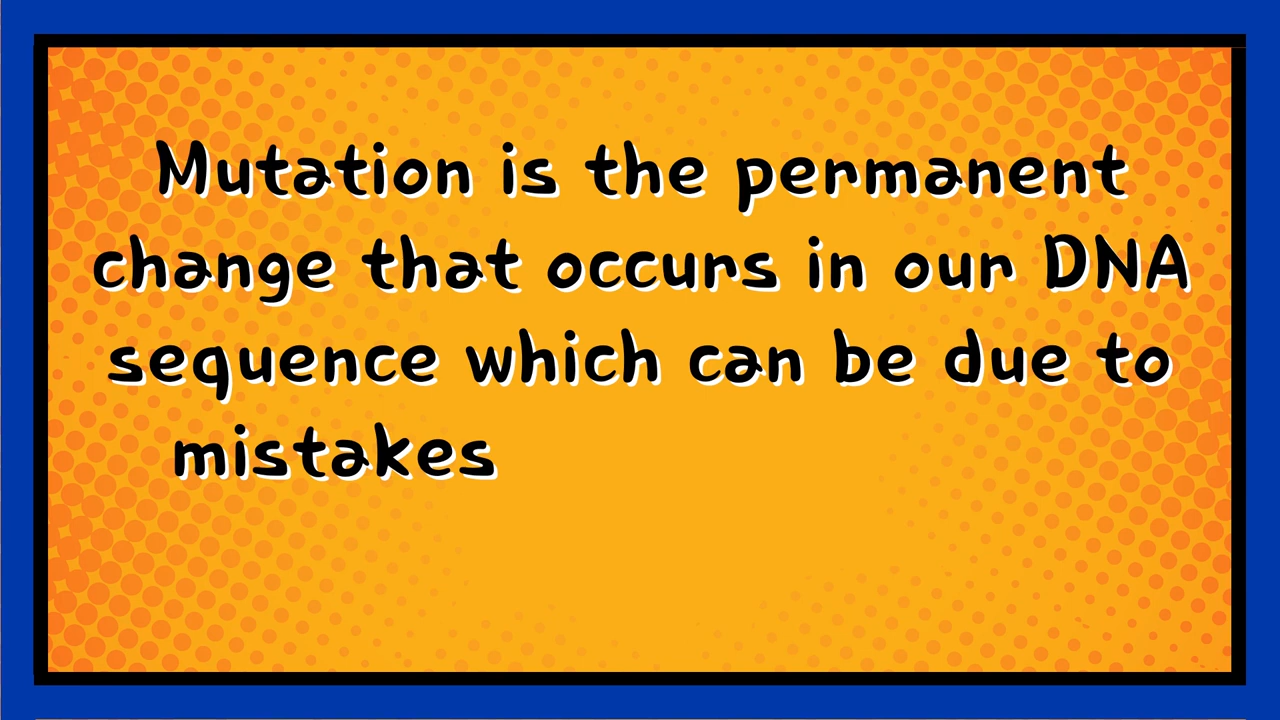 Mutation is the permanent
change that occurs in our DNA
sequence which can be due to
mistakes